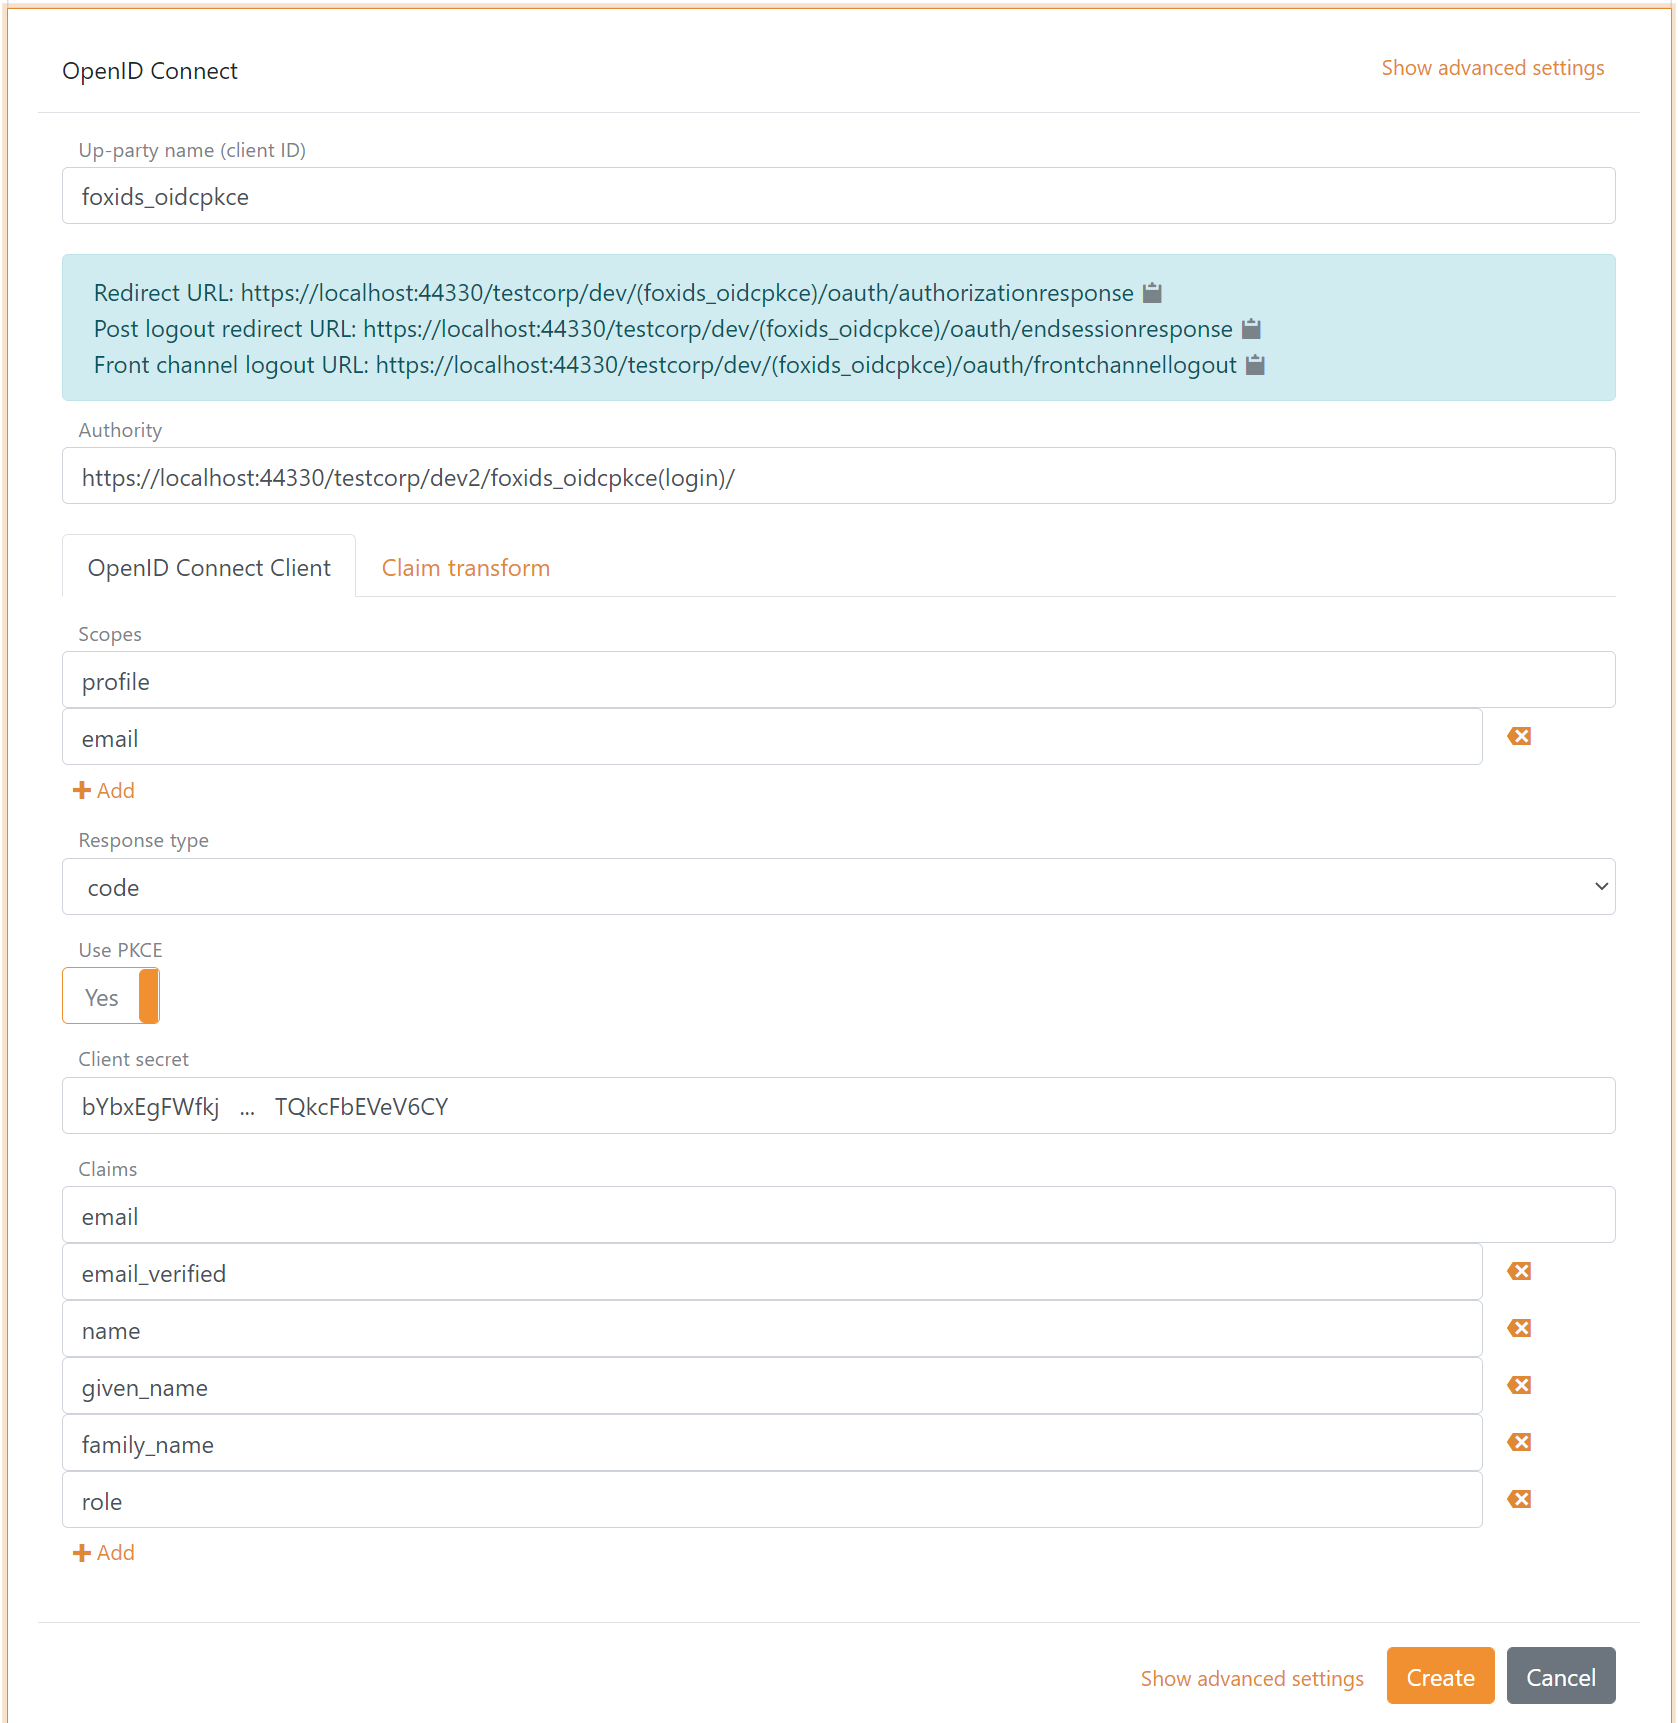 OpenID Connect
Show advanced settings
Up-party name (client ID)
foxids_oidcpkce
Redirect URL: https://localhost:44330/testcorp/dev/(foxids_oidcpkce)/oauth/authorizationresponse
Post logout redirect URL: https://localhost:44330/testcorp/dev/(foxids_oidcpkce)/oauth/endsessionresponse
Front channel logout URL: https://localhost:44330/testcorp/dev/(foxids_oidcpkce)/oauth/frontchannellogout
Authority
https://localhost:44330/testcorp/dev2/foxids_oidcpkce(login)/
OpenID Connect Client
Claim transform
Scopes
profile
email
Add
Response type
code
Use PKCE
Yes
Client secret
bYbxEgFWfkj ... TQkcFbEVeV6CY
Claims
email
email_verified
name
given_name
family_name
role
Add
Show advanced settings
Create
Cancel